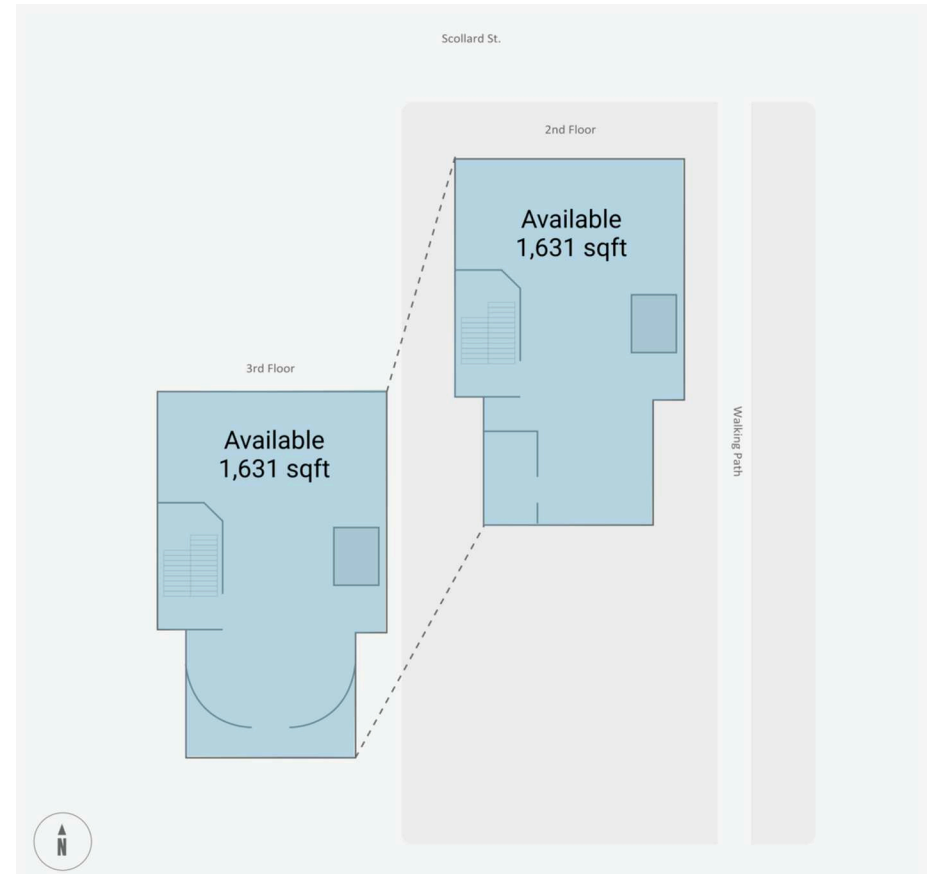 Scollard St.
2nd Floor
Available
1,631 sqft
Walking Path
3rd Floor
Available
1,631 sqft
N